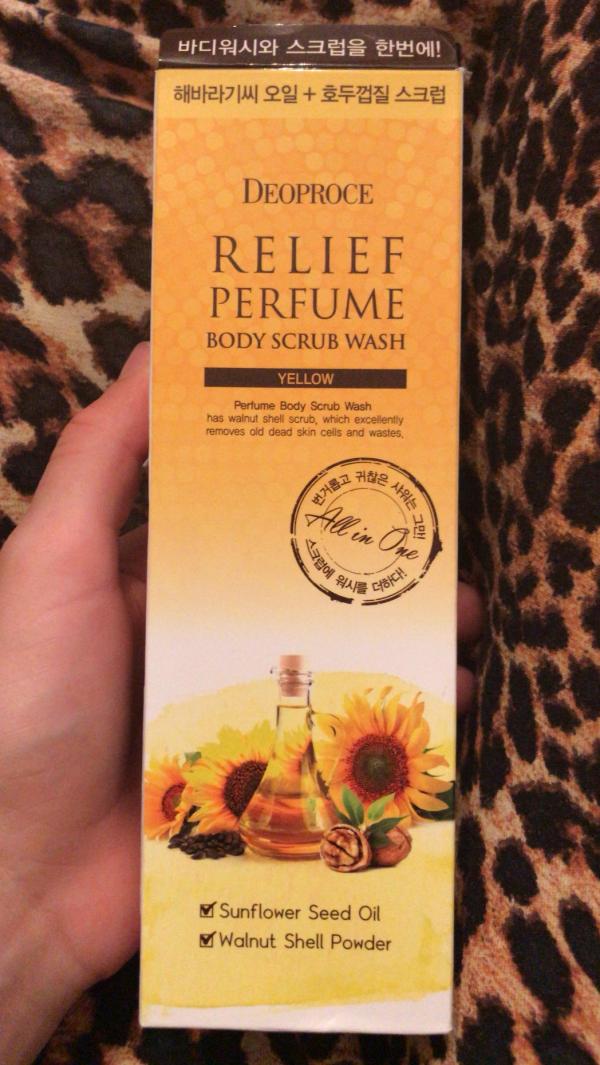 바디워시와 스크럽을 한번에!
해바라기씨 오일 + 호두껍질 스크럽
DEOPROCE
RELIEF
PERFUME
BODY SCRUB WASH
YELLOW
Perfume Body Scrub Wash
has walnut shell scrub, which excellently
removes old dead skin cells and wastes,
번거롭고 귀찮은 샤워는 그만!
All in One
스크럽에 워시를 더하다!
☑ Sunflower Seed Oil
☑ Walnut Shell Powder